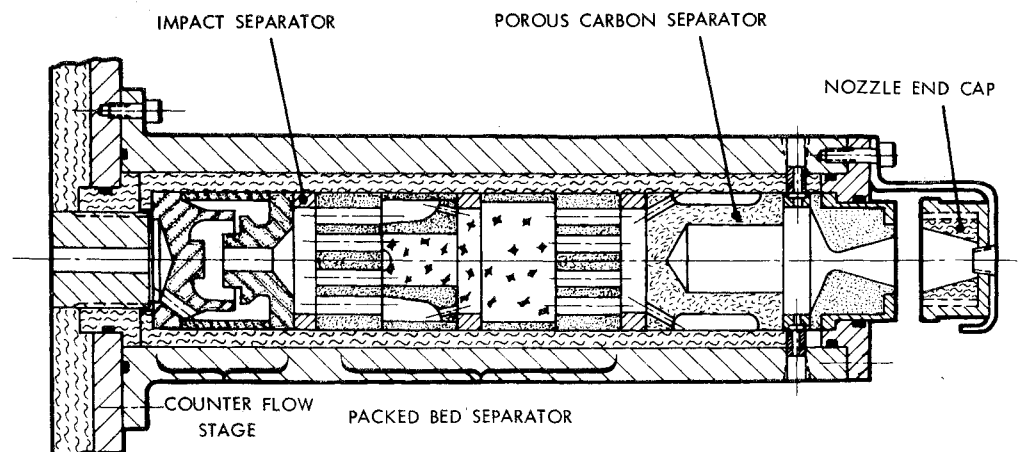 IMPACT SEPARATOR
POROUS CARBON SEPARATOR
NOZZLE END CAP
COUNTER FLOW
STAGE
PACKED BED SEPARATOR